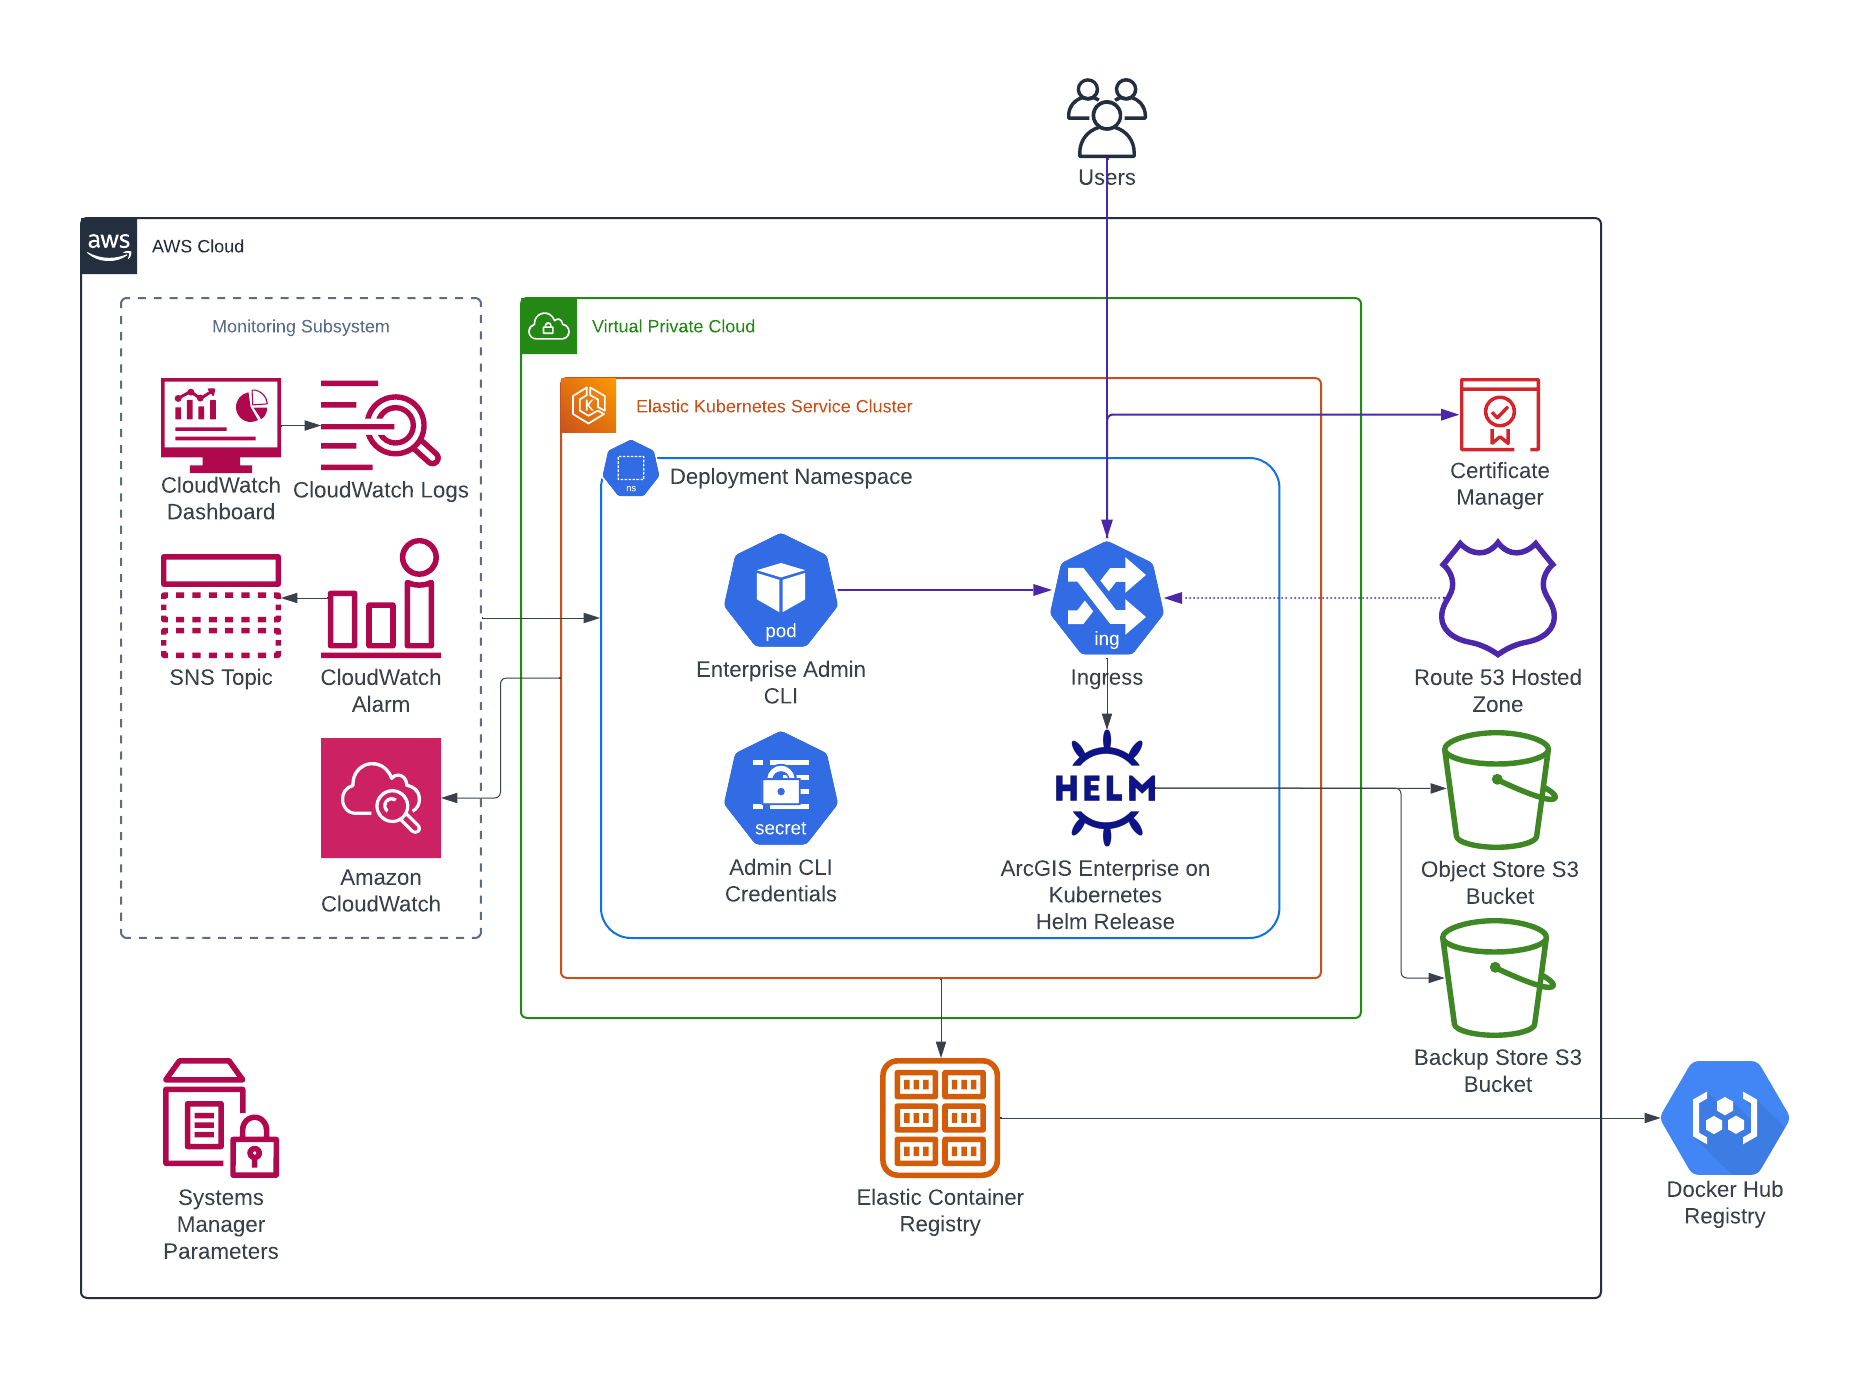 Users
aws
AWS Cloud
Monitoring Subsystem
Virtual Private Cloud
K
Elastic Kubernetes Service Cluster
ns
Deployment Namespace
CloudWatch
Dashboard
CloudWatch Logs
Certificate
Manager
pod
Enterprise Admin
CLI
ing
Ingress
SNS Topic
CloudWatch
Alarm
Route 53 Hosted
Zone
secret
Admin CLI
Credentials
HELM
ArcGIS Enterprise on
Kubernetes
Helm Release
Amazon
CloudWatch
Object Store S3
Bucket
Backup Store S3
Bucket
Systems
Manager
Parameters
Elastic Container
Registry
Docker Hub
Registry